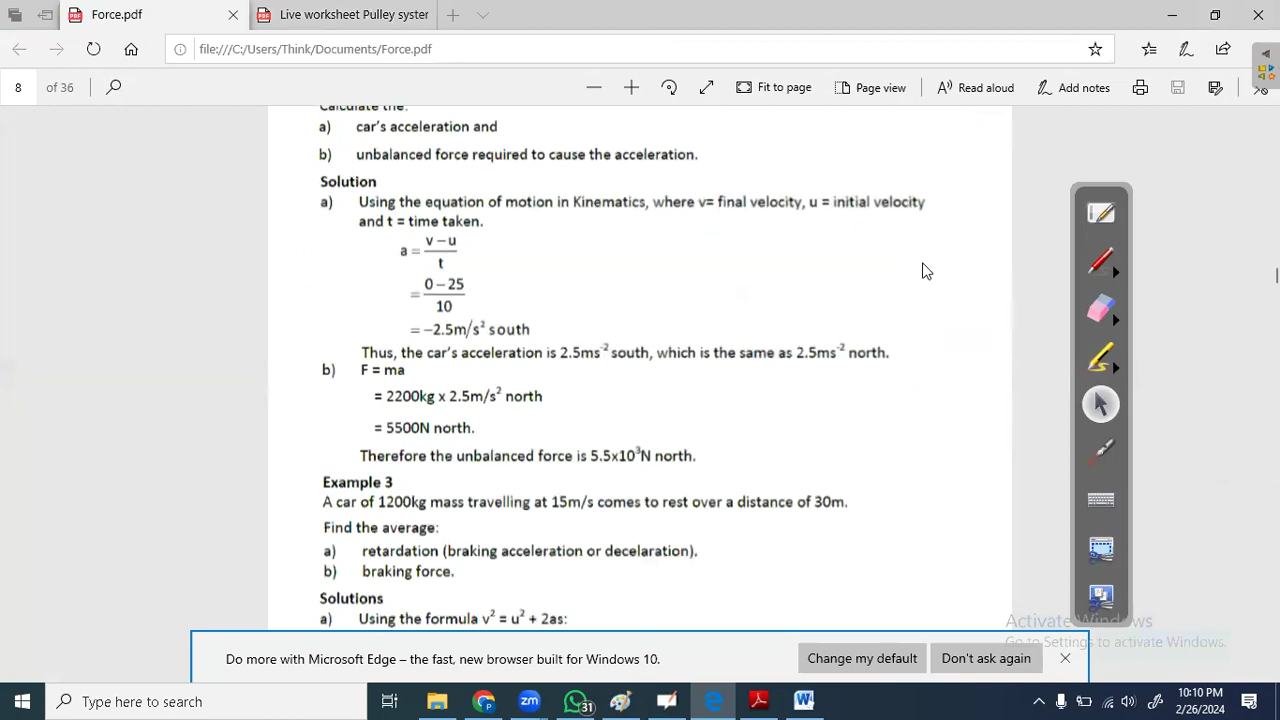 Force.pdf
Live worksheet Pulley syster
file:///C:/Users/Think/Documents/Force.pdf
8 of 36
Fit to page
Page view
Read aloud
Add notes
Calculate the:
a) car's acceleration and
b) unbalanced force required to cause the acceleration.
Solution
a) Using the equation of motion in Kinematics, where v= final velocity, u = initial velocity
and t = time taken.
a = v – u / t
= 0 – 25 / 10
= –2.5m/s² south
Thus, the car's acceleration is 2.5ms⁻² south, which is the same as 2.5ms⁻² north.
b) F = ma
= 2200kg x 2.5m/s² north
= 5500N north.
Therefore the unbalanced force is 5.5x10³N north.
Example 3
A car of 1200kg mass travelling at 15m/s comes to rest over a distance of 30m.
Find the average:
a) retardation (braking acceleration or decelaration).
b) braking force.
Solutions
a) Using the formula v² = u² + 2as:
Activate Windows
Go to Settings to activate Windows.
Do more with Microsoft Edge – the fast, new browser built for Windows 10.
Change my default
Don't ask again
Type here to search
zm
31
10:10 PM
2/26/2024